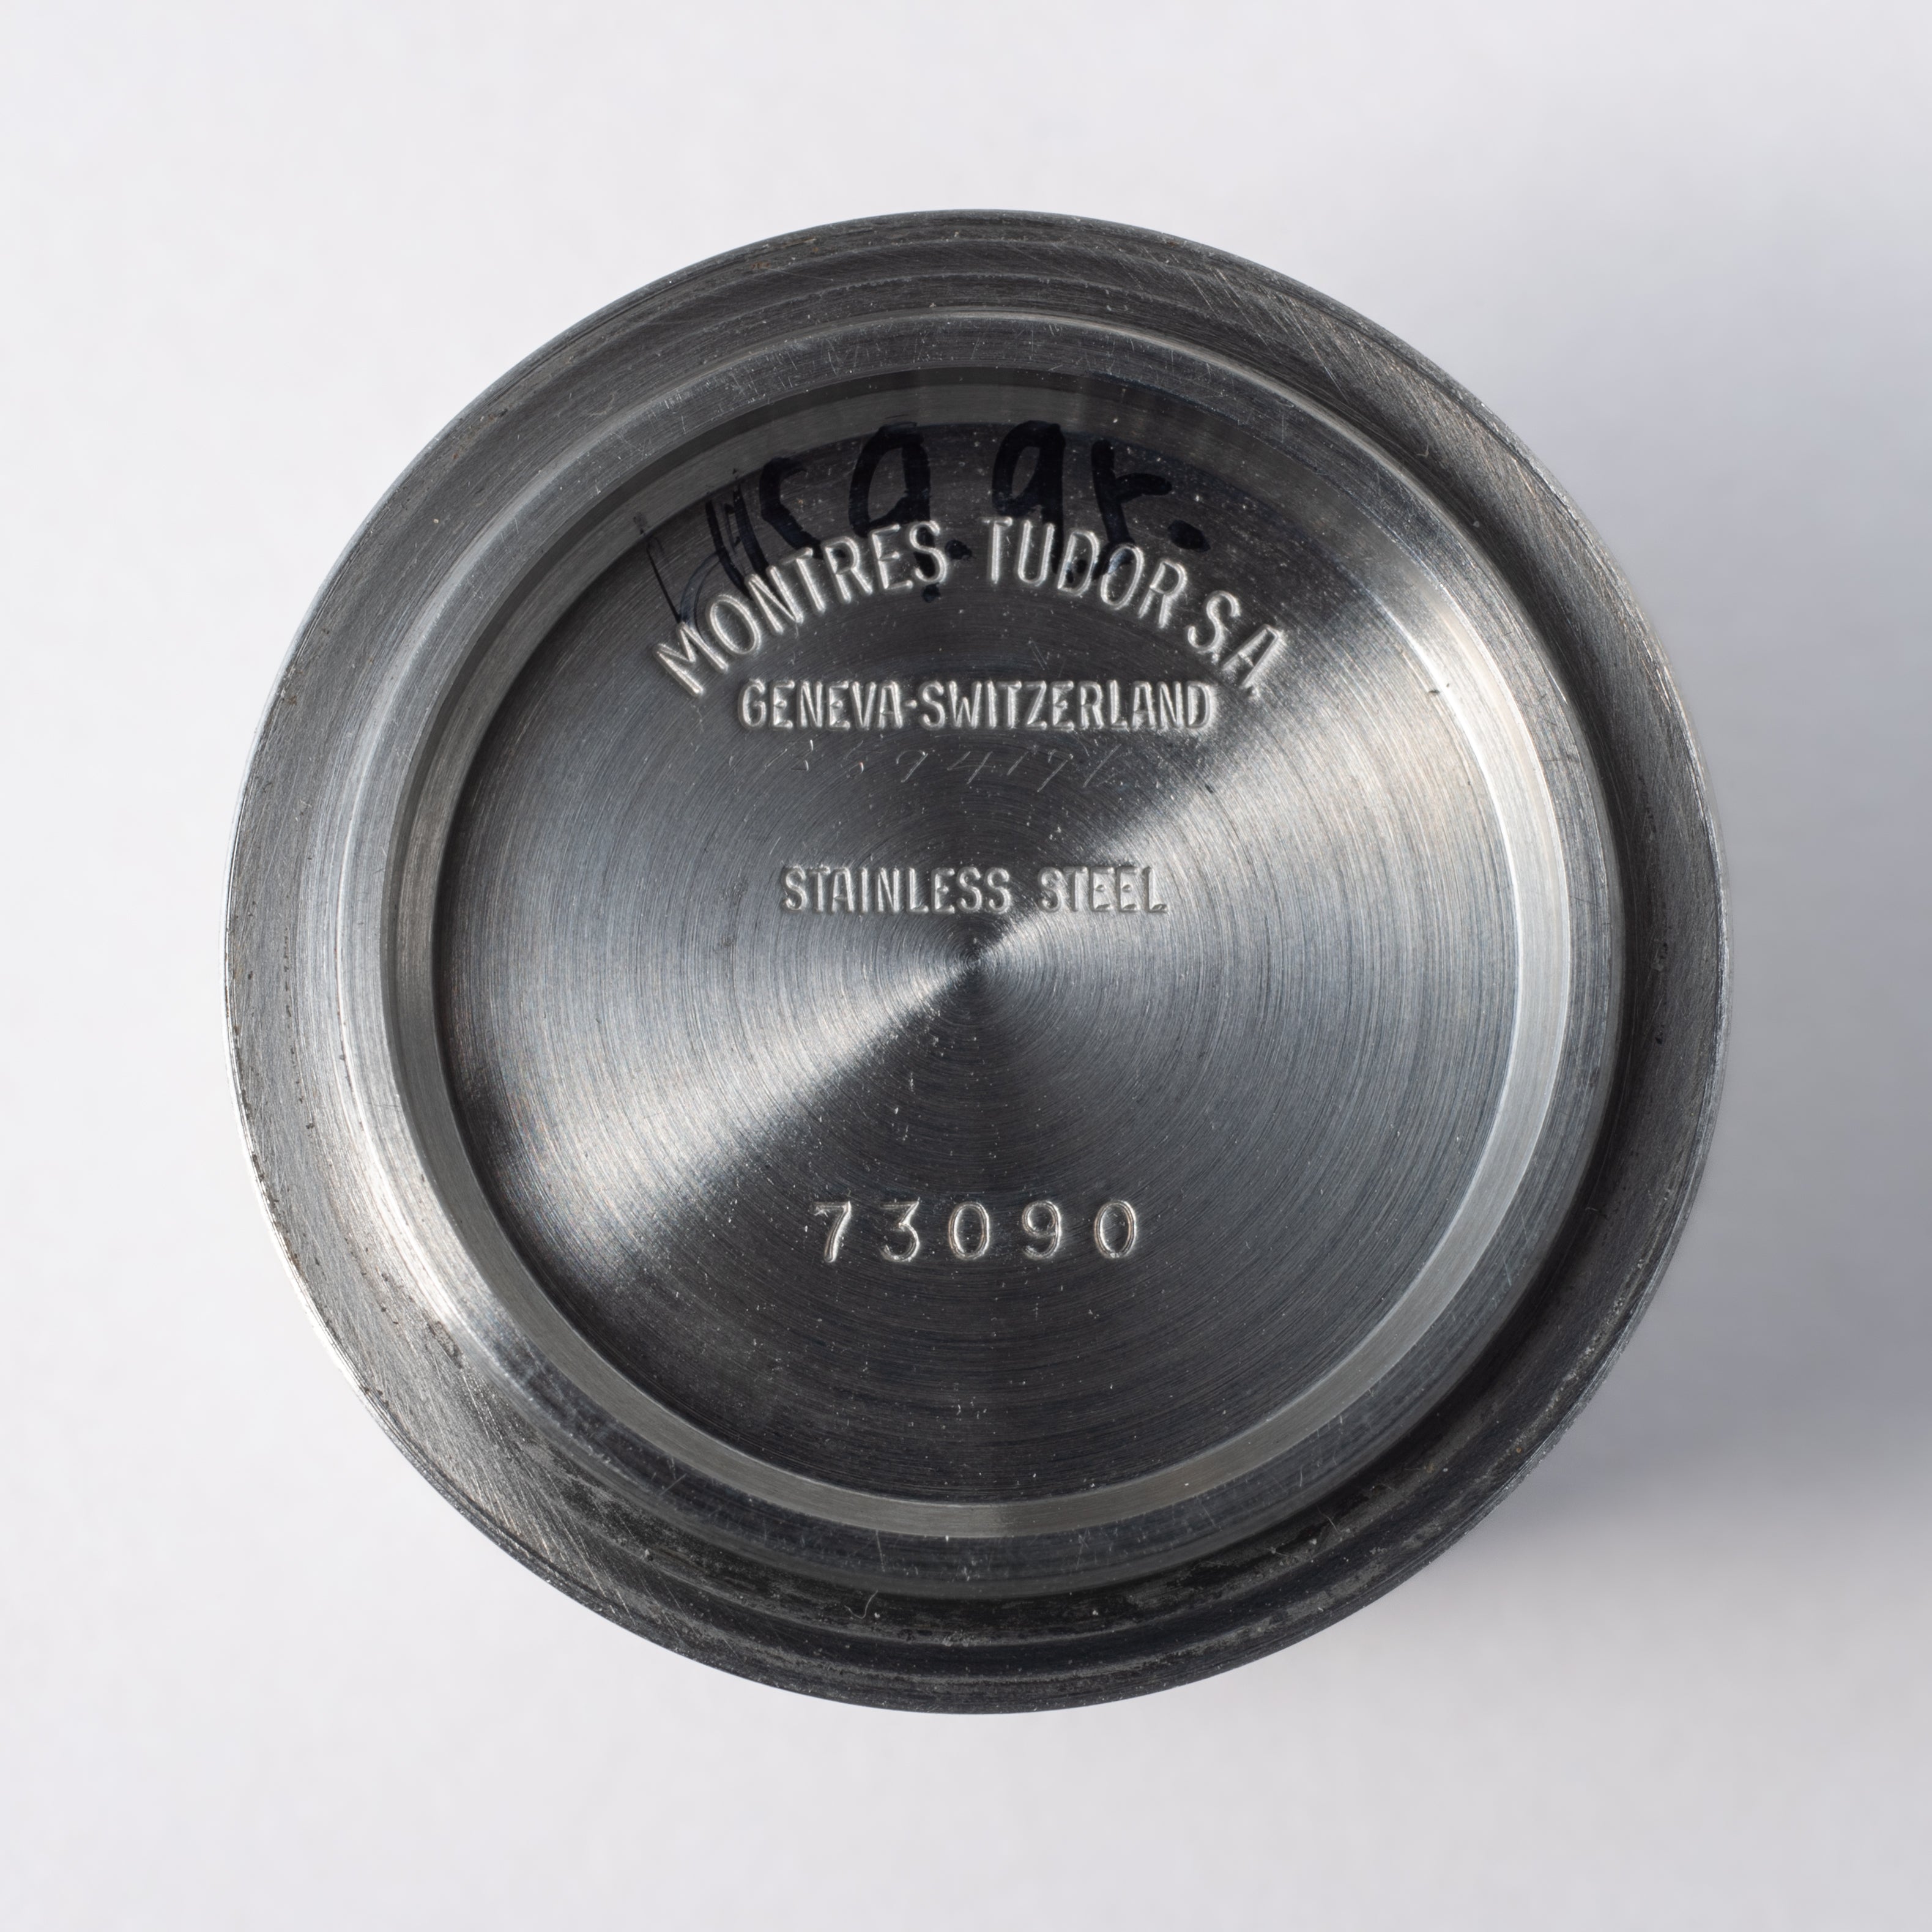 MONTRES TUDOR S.A
GENEVA-SWITZERLAND
STAINLESS STEEL
73090